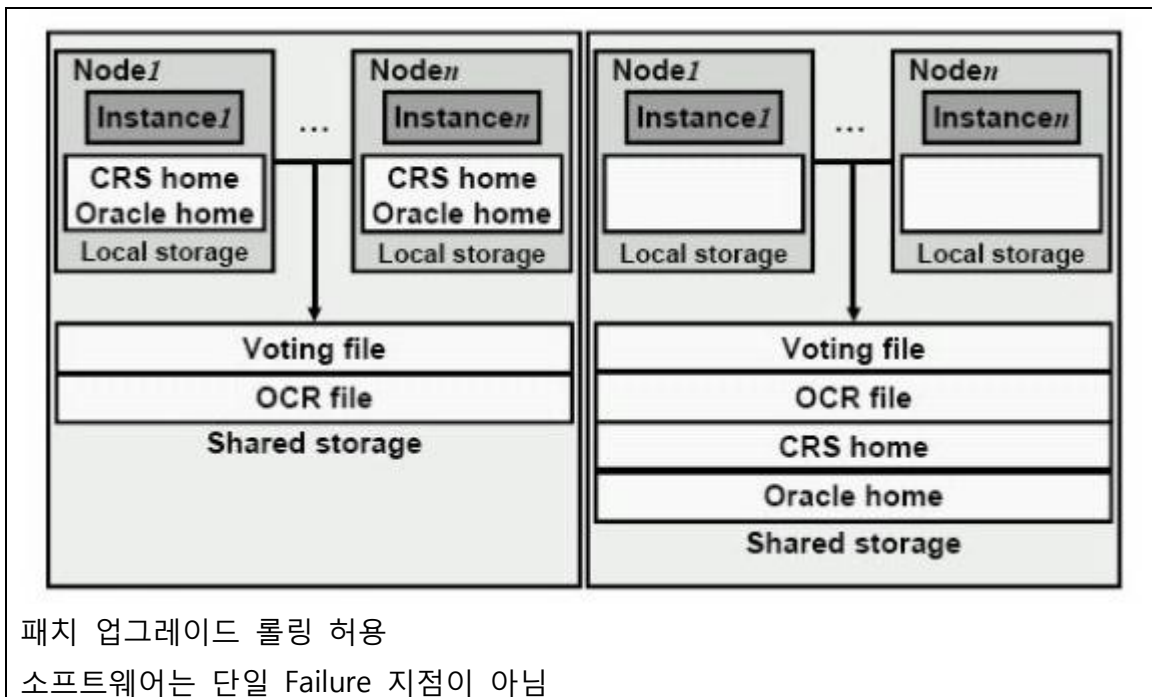 Node1
Instance1
CRS home
Oracle home
Local storage
...
Noden
Instancen
CRS home
Oracle home
Local storage
Voting file
OCR file
Shared storage
Node1
Instance1
Local storage
...
Noden
Instancen
Local storage
Voting file
OCR file
CRS home
Oracle home
Shared storage
패치 업그레이드 롤링 허용
소프트웨어는 단일 Failure 지점이 아님